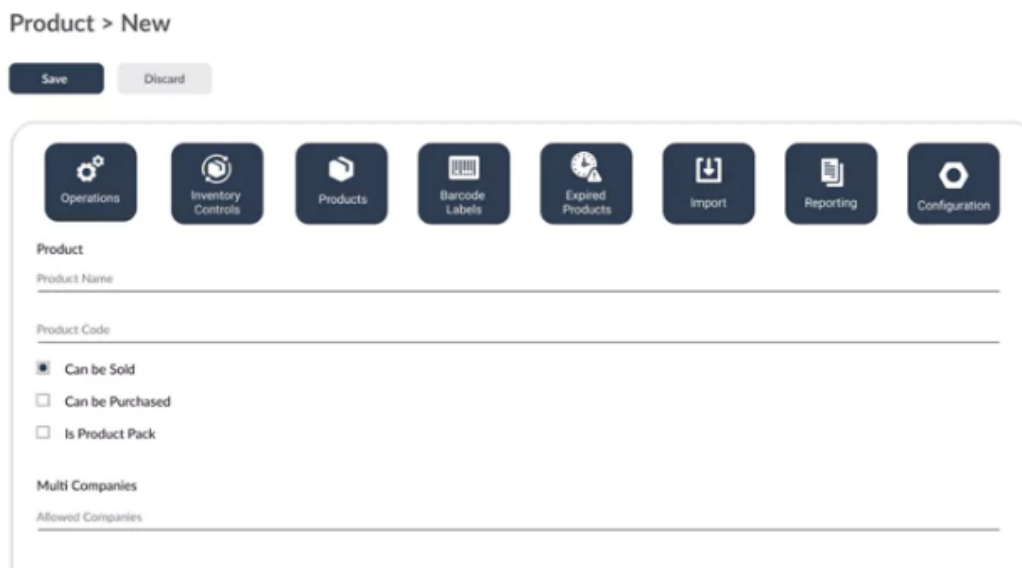 Product > New
Save
Discard
Operations
Inventory
Controls
Products
Barcode
Labels
Expired
Products
Import
Reporting
Configuration
Product
Product Name
Product Code
Can be Sold
Can be Purchased
Is Product Pack
Multi Companies
Allowed Companies